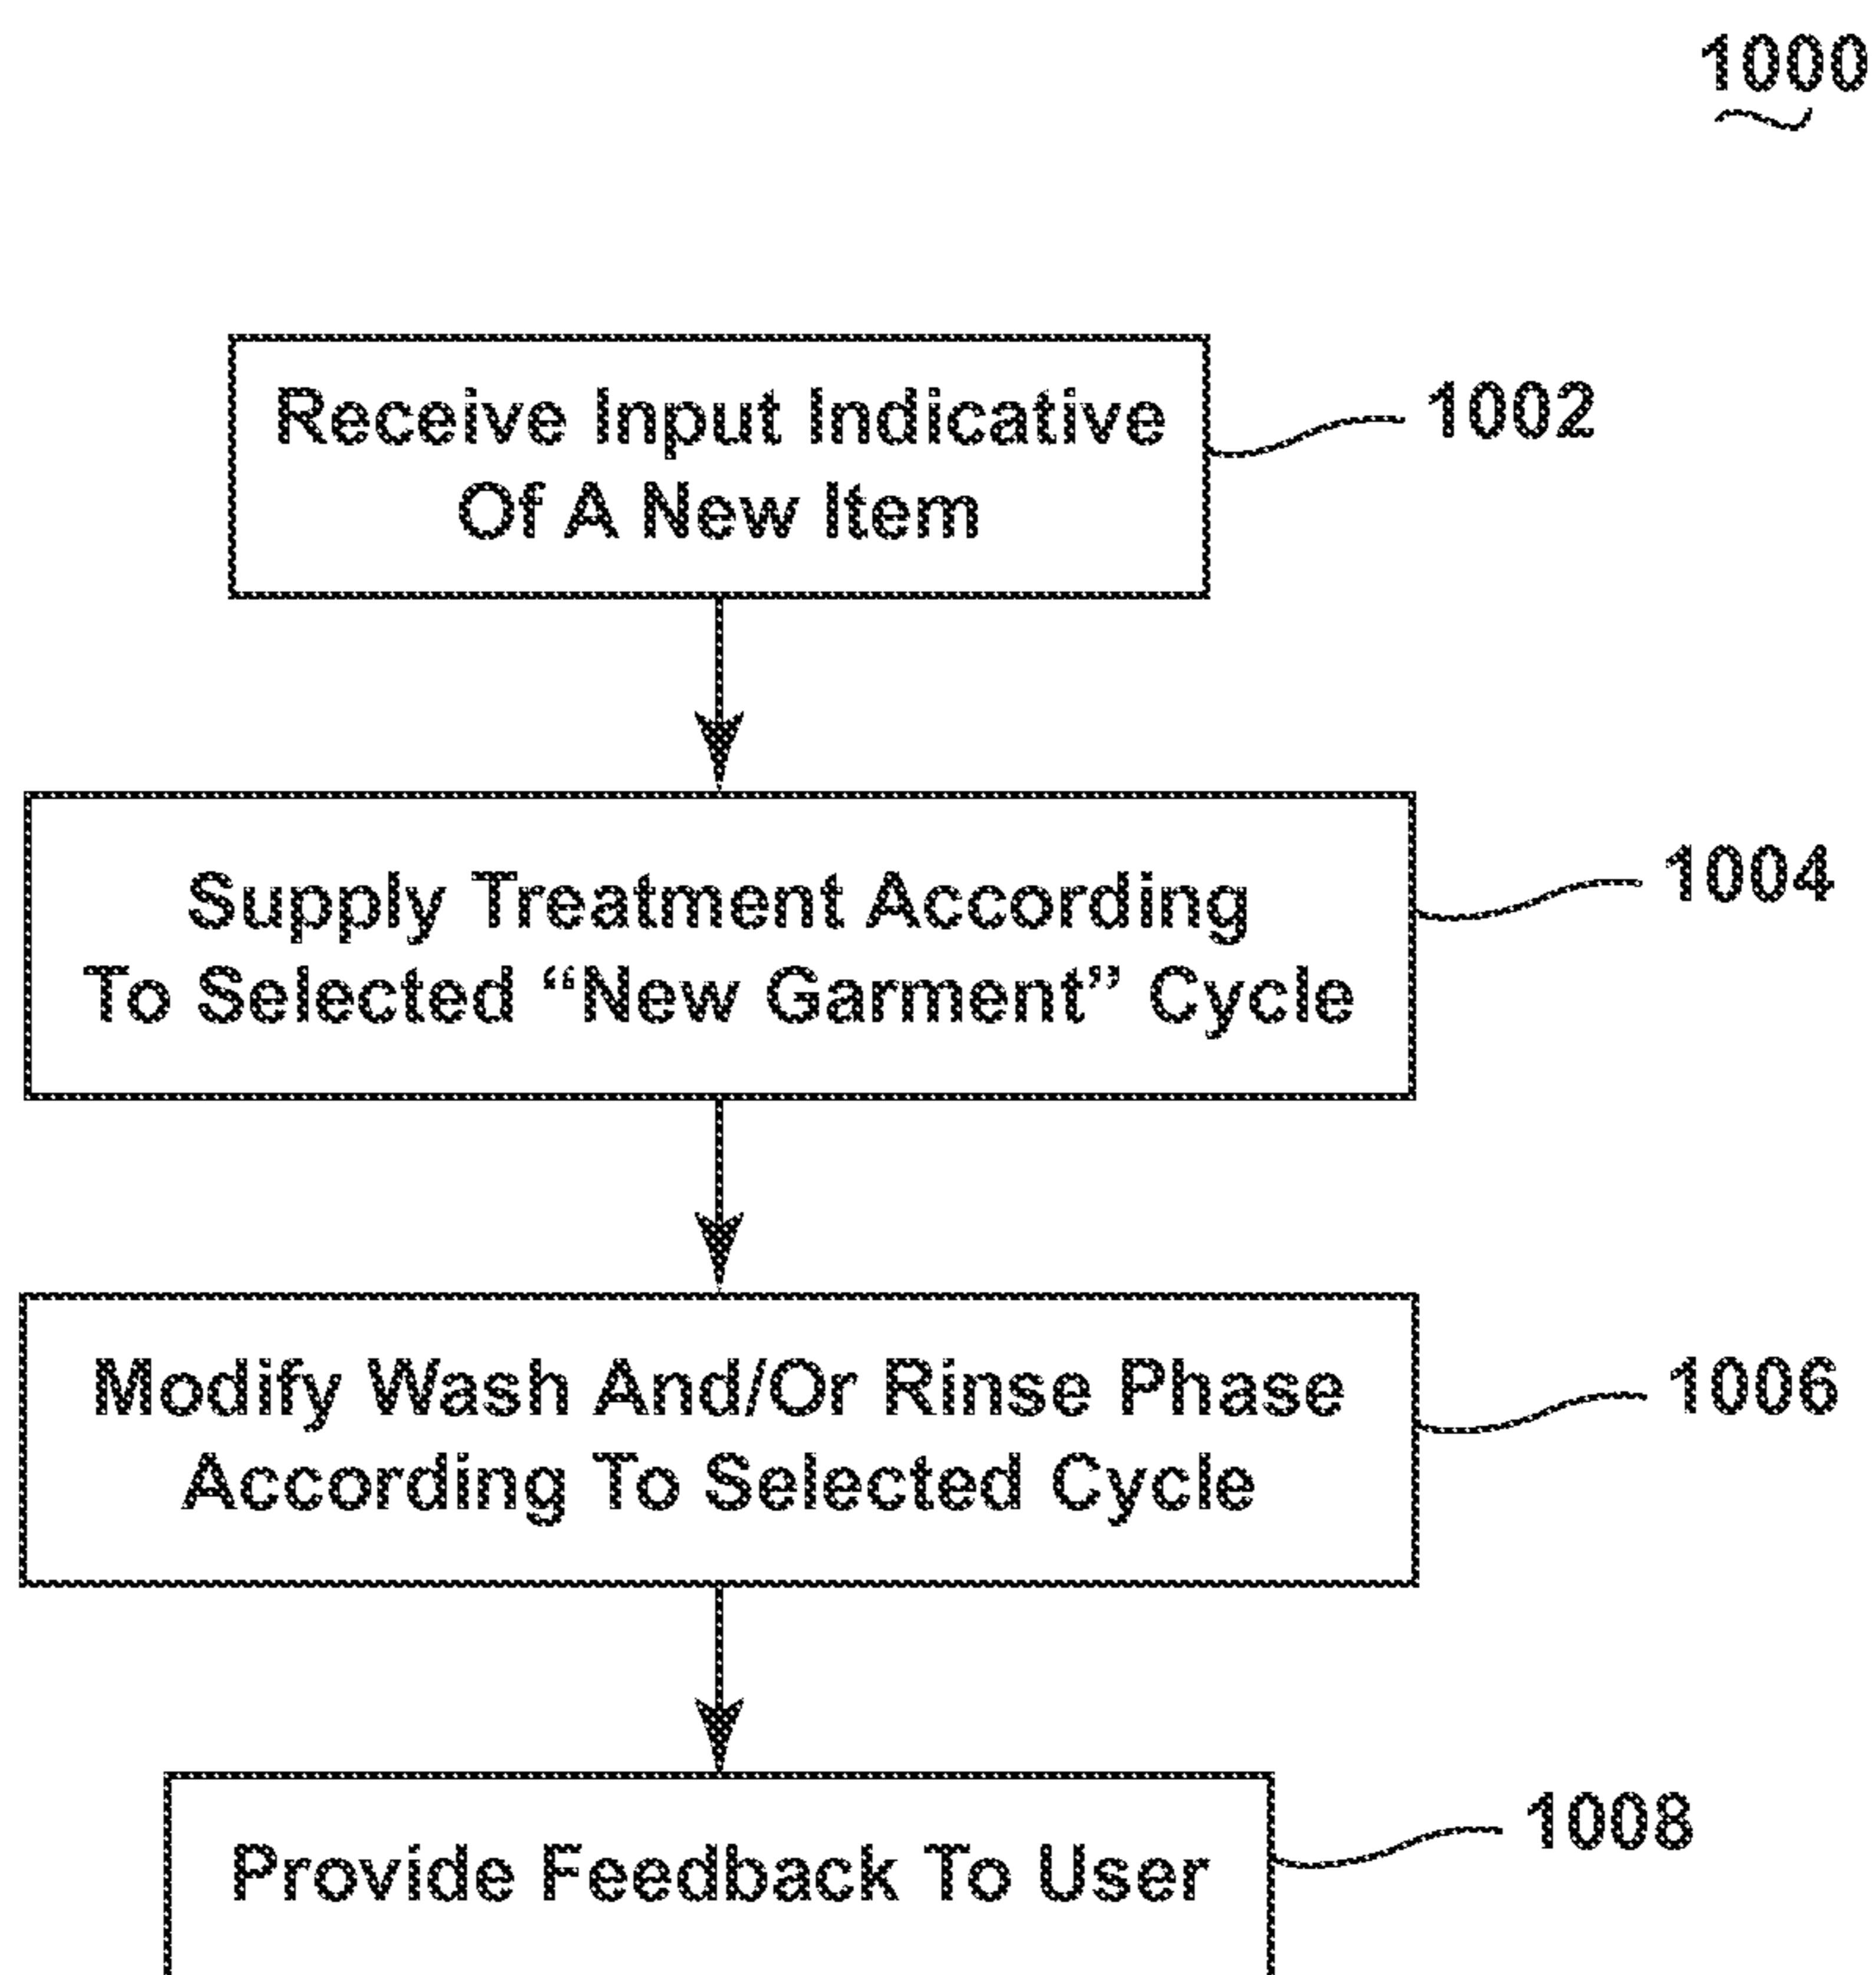 1000
Receive Input Indicative
Of A New Item
1002
Supply Treatment According
To Selected “New Garment” Cycle
1004
Modify Wash And/Or Rinse Phase
According To Selected Cycle
1006
Provide Feedback To User
1008